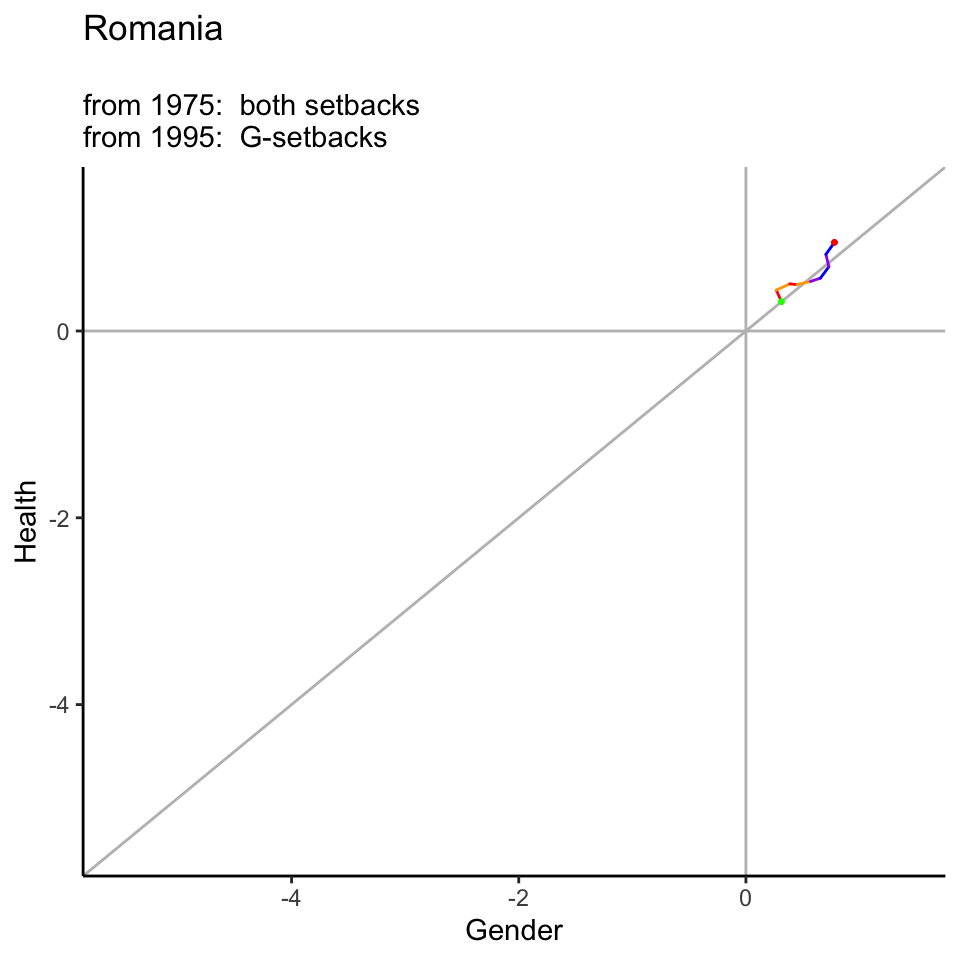 Romania
from 1975:  both setbacks
from 1995:  G-setbacks
0
-2
-4
Health
-4
-2
0
Gender